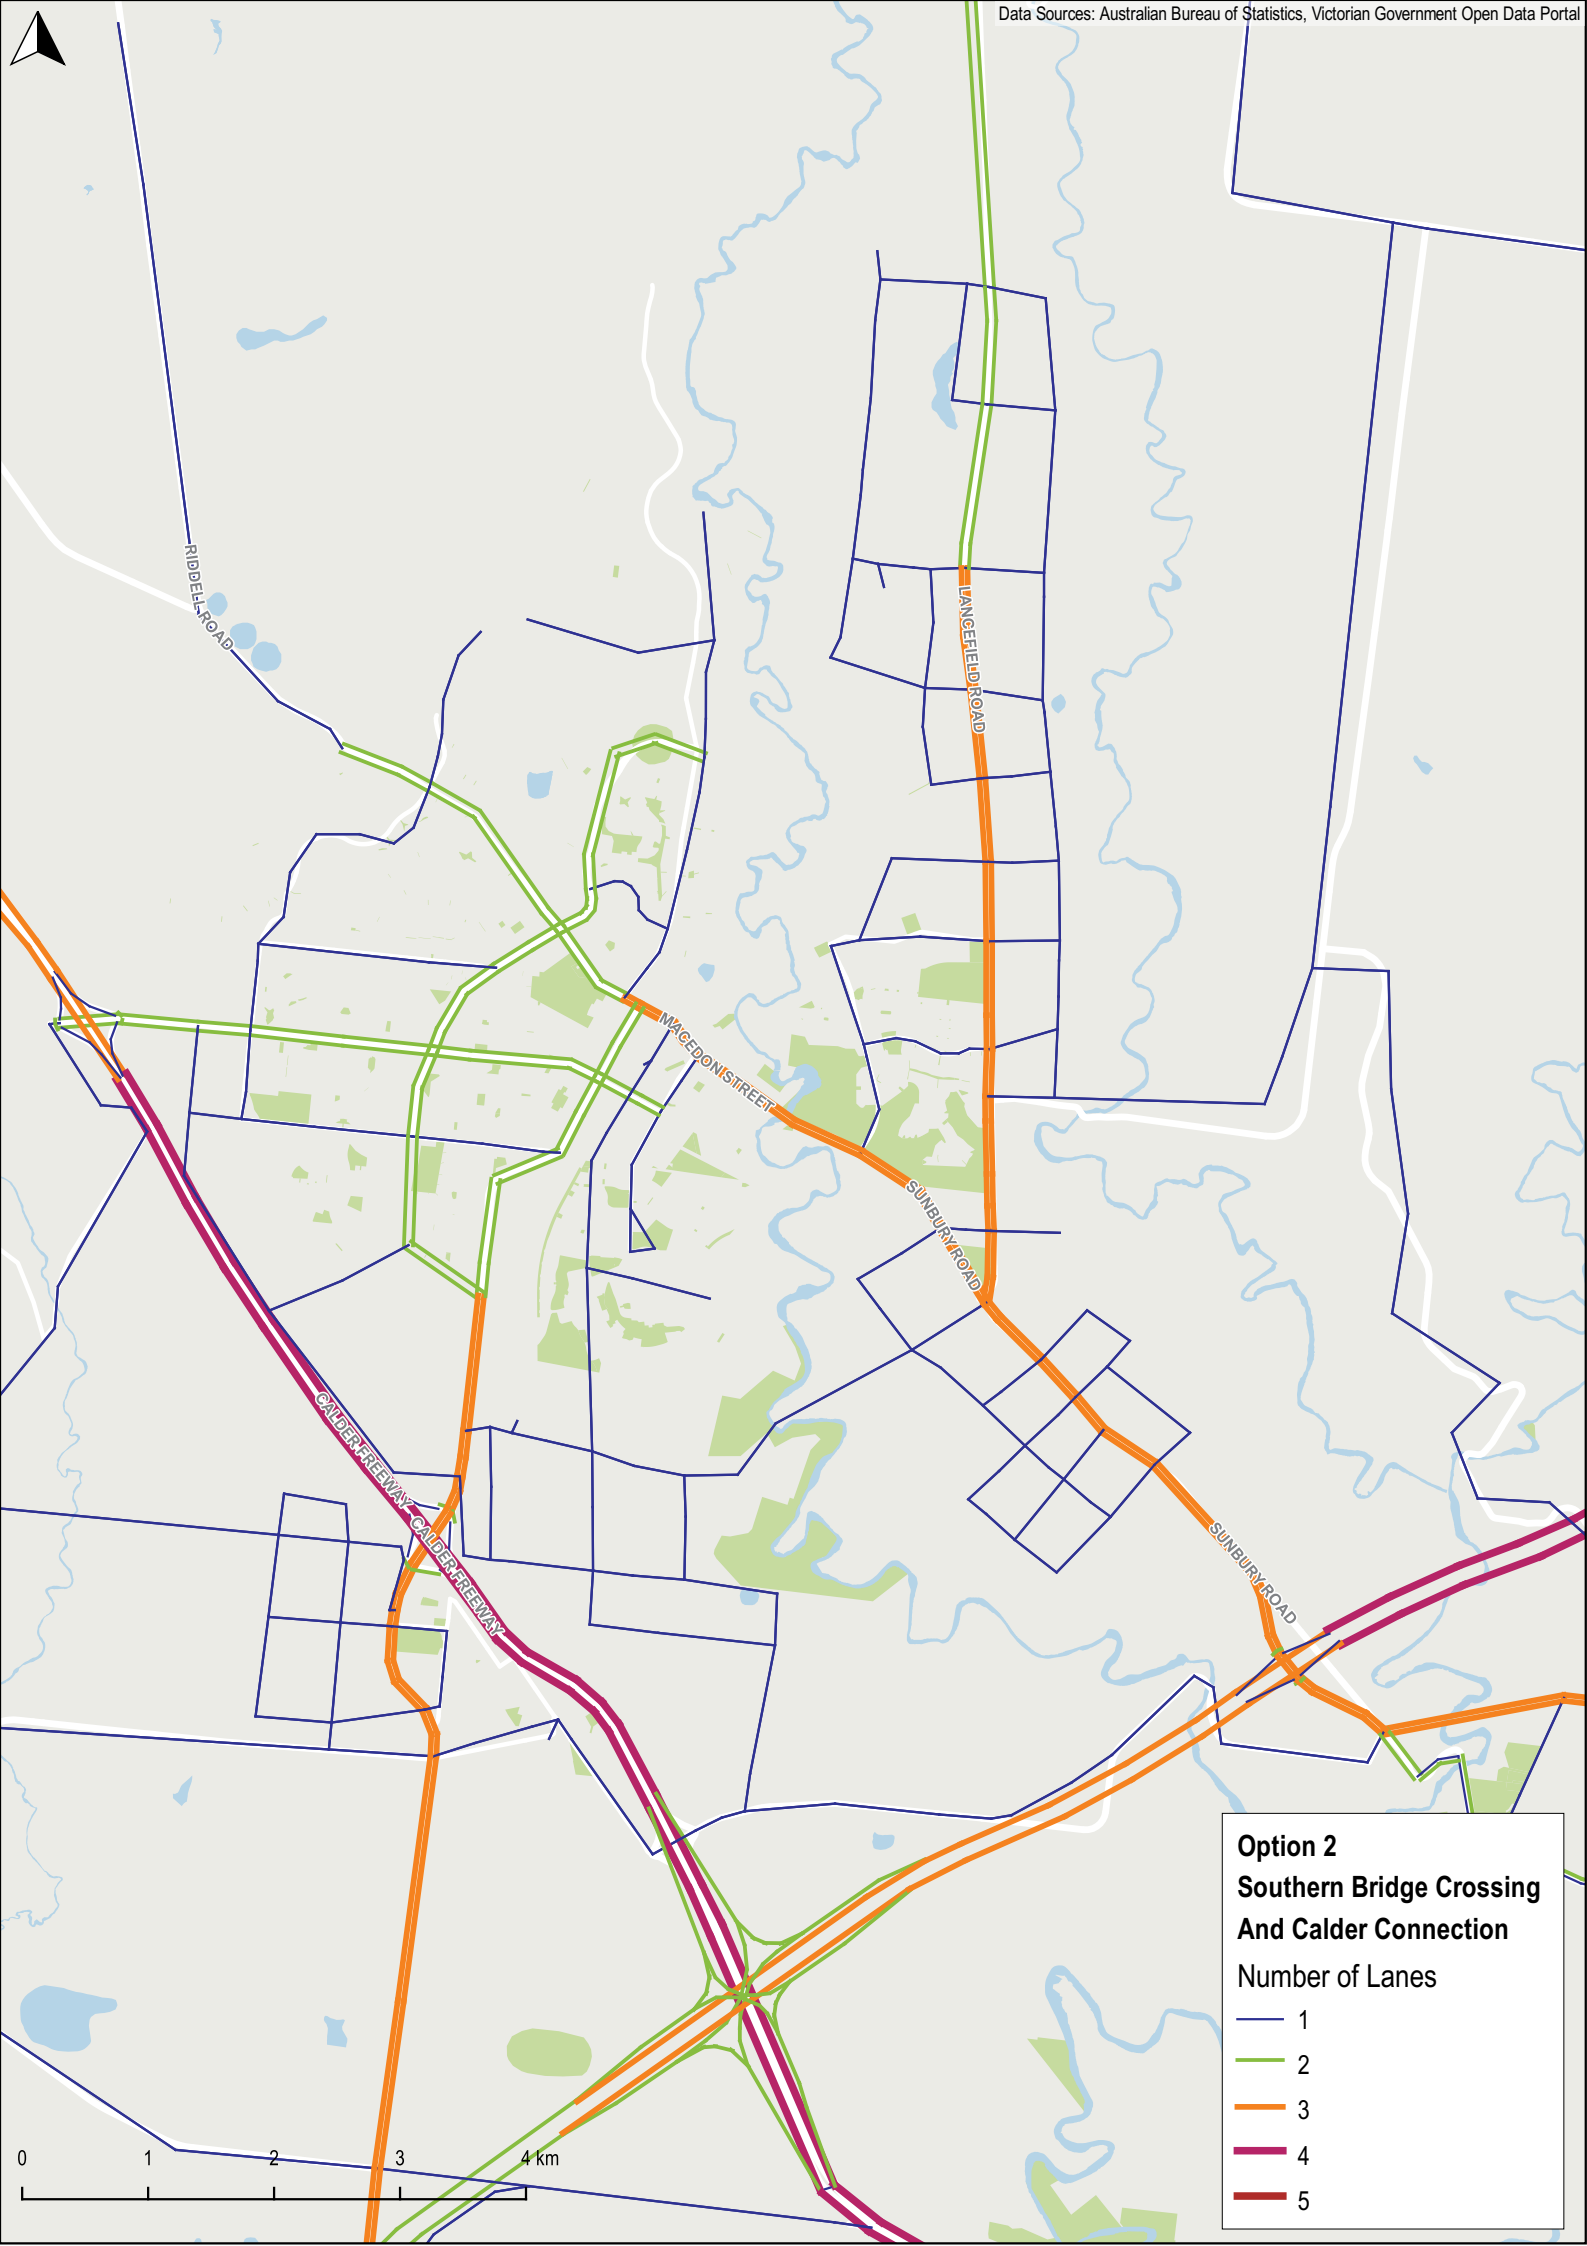 Data Sources: Australian Bureau of Statistics, Victorian Government Open Data Portal
RIDDELL ROAD
LANCEFIELD ROAD
MACEDON STREET
SUNBURY ROAD
CALDER FREEWAY
CALDER FREEWAY
SUNBURY ROAD
Option 2
Southern Bridge Crossing
And Calder Connection
Number of Lanes
1
2
3
4
5
0 1 2 3 4 km